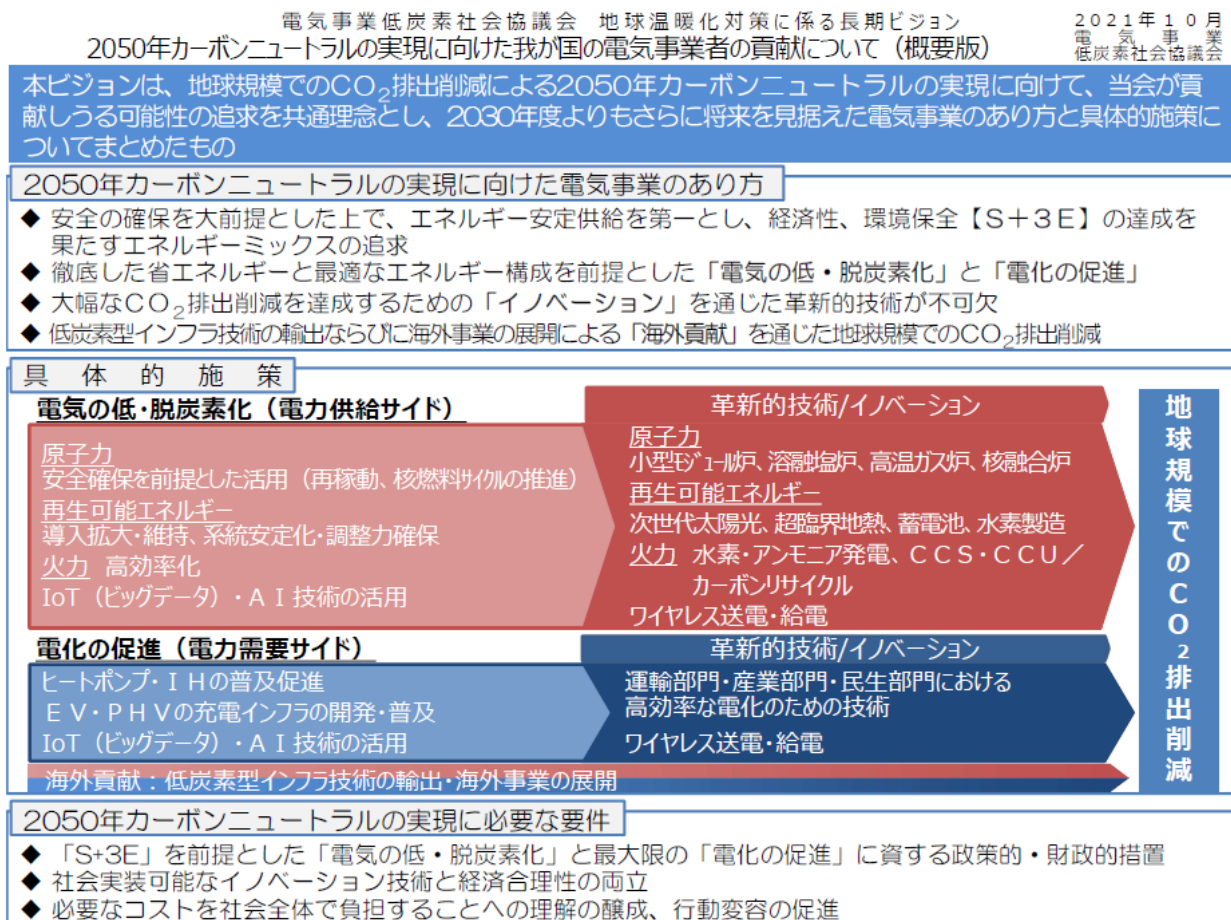 電気事業低炭素社会協議会 地球温暖化対策に係る長期ビジョン
2050年カーボンニュートラルの実現に向けた我が国の電気事業者の貢献について（概要版）
2021年10月
電気事業
低炭素社会協議会
本ビジョンは、地球規模でのCO₂排出削減による2050年カーボンニュートラルの実現に向けて、当会が貢
献しうる可能性の追求を共通理念とし、2030年度よりもさらに将来を見据えた電気事業のあり方と具体的施策に
ついてまとめたもの
2050年カーボンニュートラルの実現に向けた電気事業のあり方
◆ 安全の確保を大前提とした上で、エネルギー安定供給を第一とし、経済性、環境保全【S＋3E】の達成を
果たすエネルギーミックスの追求
◆ 徹底した省エネルギーと最適なエネルギー構成を前提とした「電気の低・脱炭素化」と「電化の促進」
◆ 大幅なCO₂排出削減を達成するための「イノベーション」を通じた革新的技術が不可欠
◆ 低炭素型インフラ技術の輸出ならびに海外事業の展開による「海外貢献」を通じた地球規模でのCO₂排出削減
具体的施策
電気の低・脱炭素化（電力供給サイド）
原子力
安全確保を前提とした活用（再稼動、核燃料ｻｲｸﾙの推進）
再生可能エネルギー
導入拡大・維持、系統安定化・調整力確保
火力 高効率化
IoT（ビッグデータ）・ＡＩ技術の活用
革新的技術/イノベーション
原子力
小型ﾓｼﾞｭｰﾙ炉、溶融塩炉、高温ガス炉、核融合炉
再生可能エネルギー
次世代太陽光、超臨界地熱、蓄電池、水素製造
火力 水素・アンモニア発電、ＣＣＳ・ＣＣＵ／
カーボンリサイクル
ワイヤレス送電・給電
電化の促進（電力需要サイド）
ヒートポンプ・ＩＨの普及促進
ＥＶ・ＰＨＶの充電インフラの開発・普及
IoT（ビッグデータ）・ＡＩ技術の活用
革新的技術/イノベーション
運輸部門・産業部門・民生部門における
高効率な電化のための技術
ワイヤレス送電・給電
海外貢献：低炭素型インフラ技術の輸出・海外事業の展開
地球規模でのCO₂排出削減
2050年カーボンニュートラルの実現に必要な要件
◆ 「S+3E」を前提とした「電気の低・脱炭素化」と最大限の「電化の促進」に資する政策的・財政的措置
◆ 社会実装可能なイノベーション技術と経済合理性の両立
◆ 必要なコストを社会全体で負担することへの理解の醸成、行動変容の促進